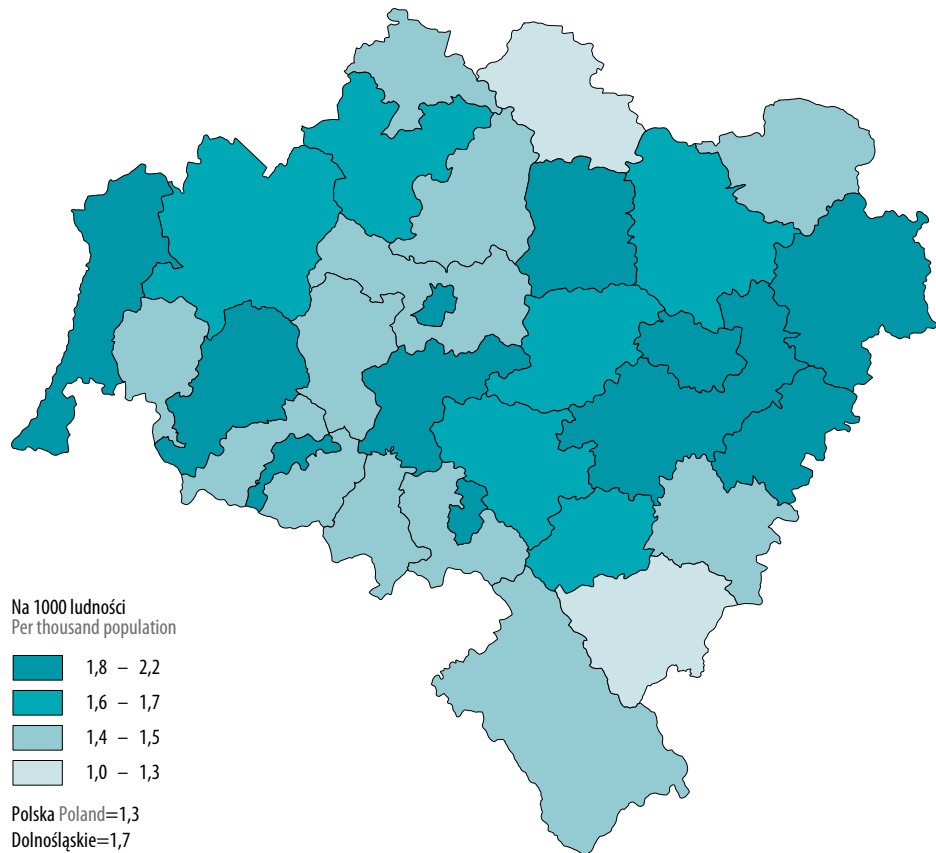 Na 1000 ludności
Per thousand population
1,8 – 2,2
1,6 – 1,7
1,4 – 1,5
1,0 – 1,3
Polska Poland=1,3
Dolnośląskie=1,7